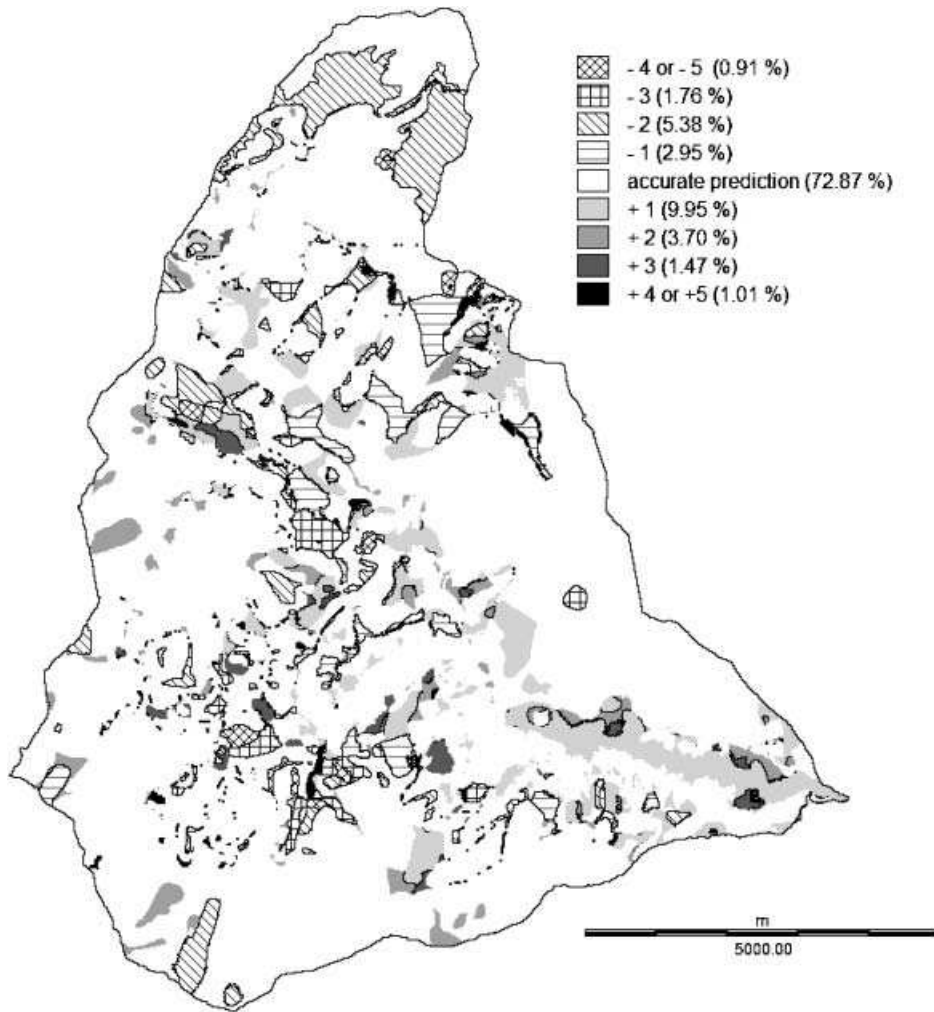 - 4 or - 5 (0.91 %)
- 3 (1.76 %)
- 2 (5.38 %)
- 1 (2.95 %)
accurate prediction (72.87 %)
+ 1 (9.95 %)
+ 2 (3.70 %)
+ 3 (1.47 %)
+ 4 or +5 (1.01 %)
m
5000.00